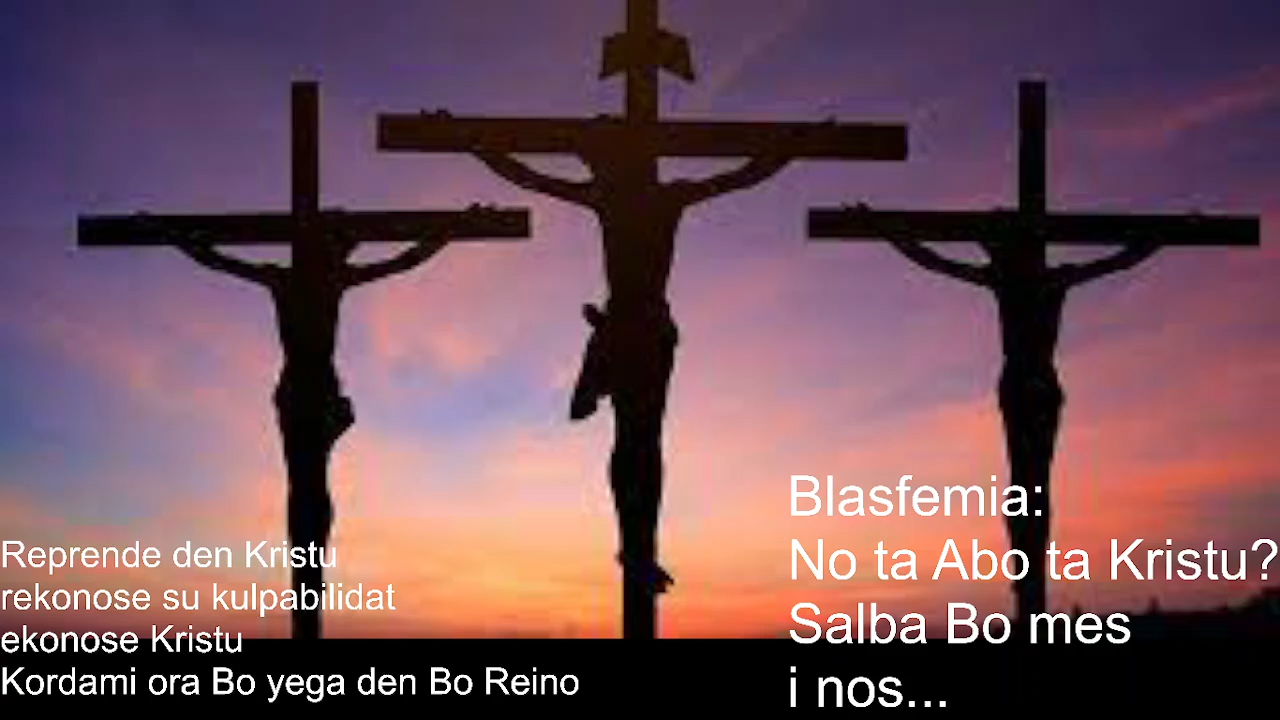 Reprende den Kristu
rekonose su kulpabilidat
ekonose Kristu
Kordami ora Bo yega den Bo Reino
Blasfemia:
No ta Abo ta Kristu?
Salba Bo mes
i nos...